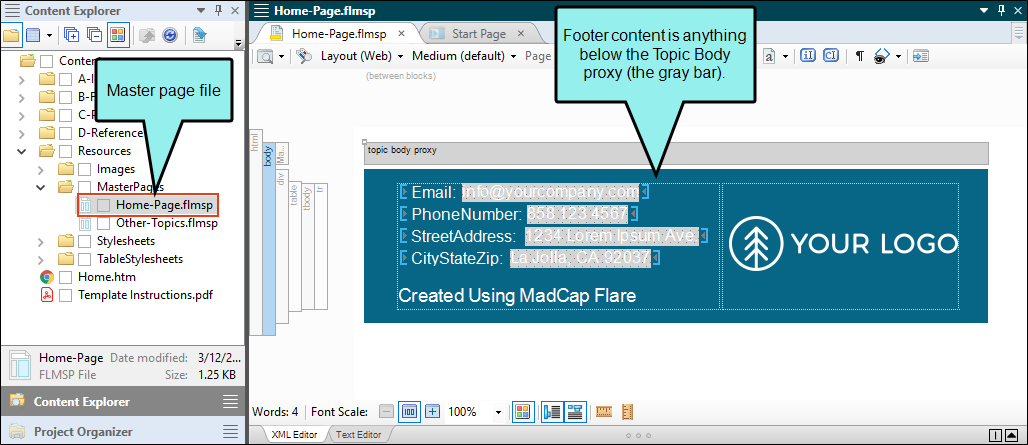 Content Explorer
Conten
A-I
B-F
C-F
D-Reference
Resources
Images
MasterPages
Home-Page.flmsp
Other-Topics.flmsp
Stylesheets
TableStylesheets
Home.htm
Template Instructions.pdf
Master page file
Home-Page Date modified: 3/12/2...
FLMSP File Size: 1.25 KB
Content Explorer
Project Organizer
Home-Page.flmsp
Home-Page.flmsp Start Page
Layout (Web) Medium (default) Page
(between blocks)
Footer content is anything
below the Topic Body
proxy (the gray bar).
html
body
Ma...
div
table
tbody
tr
topic body proxy
Email: info@yourcompany.com
PhoneNumber: 858.123.4567
StreetAddress: 1234 Lorem Ipsum Ave.
CityStateZip: La Jolla, CA 92037
Created Using MadCap Flare
YOUR LOGO
Words: 4 Font Scale: 100%
XML Editor Text Editor